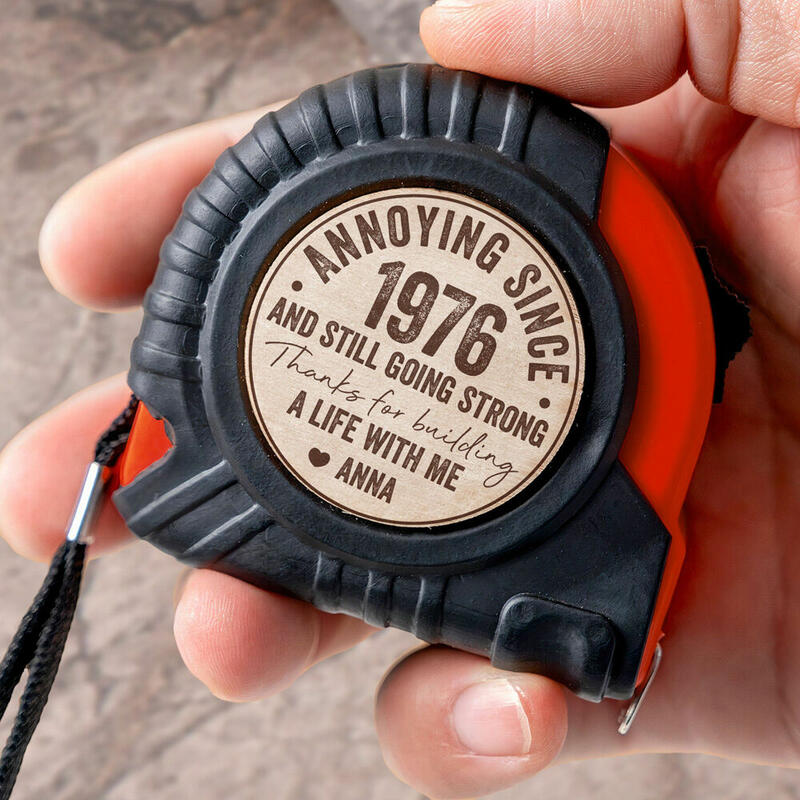 ANNOYING SINCE
1976
AND STILL GOING STRONG
Thanks for building
A LIFE WITH ME
ANNA